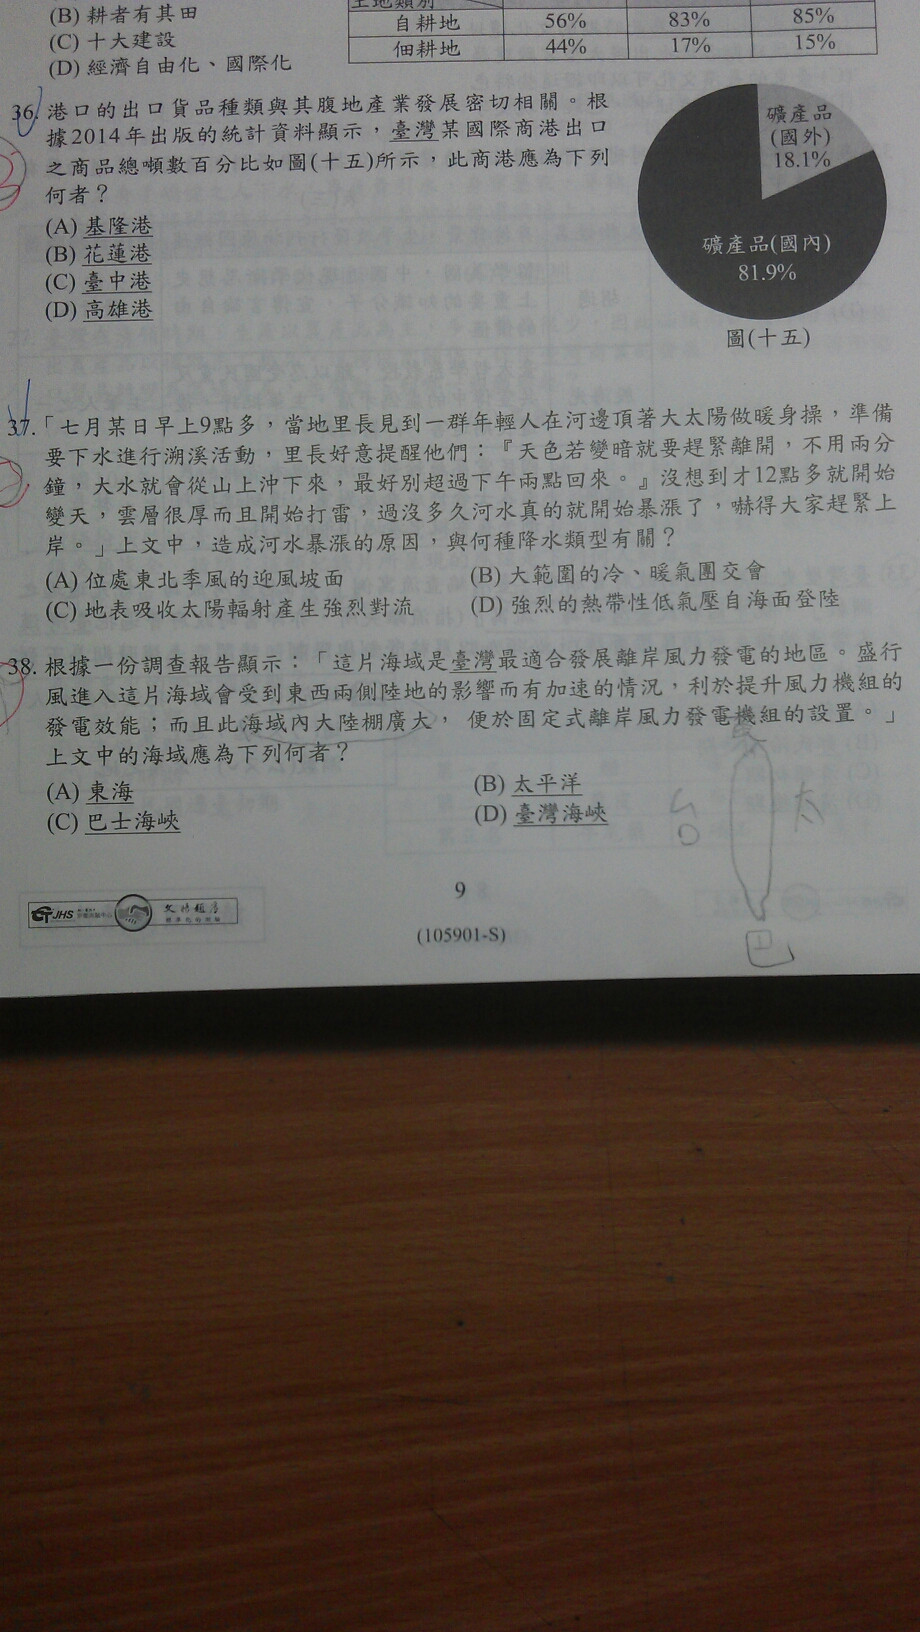 (B) 耕者有其田
(C) 十大建設
(D) 經濟自由化、國際化
土地類別
自耕地 56% 83% 85%
佃耕地 44% 17% 15%
36. 港口的出口貨品種類與其腹地產業發展密切相關。根
據2014年出版的統計資料顯示，臺灣某國際商港出口
之商品總噸數百分比如圖(十五)所示，此商港應為下列
何者？
(A) 基隆港
(B) 花蓮港
(C) 臺中港
(D) 高雄港
礦產品
(國外)
18.1%
礦產品(國內)
81.9%
圖(十五)
37.「七月某日早上9點多，當地里長見到一群年輕人在河邊頂著大太陽做暖身操，準備
要下水進行溯溪活動，里長好意提醒他們：『天色若變暗就要趕緊離開，不用兩分
鐘，大水就會從山上沖下來，最好別超過下午兩點回來。』沒想到才12點多就開始
變天，雲層很厚而且開始打雷，過沒多久河水真的就開始暴漲了，嚇得大家趕緊上
岸。」上文中，造成河水暴漲的原因，與何種降水類型有關？
(A) 位處東北季風的迎風坡面 (B) 大範圍的冷、暖氣團交會
(C) 地表吸收太陽輻射產生強烈對流 (D) 強烈的熱帶性低氣壓自海面登陸
38. 根據一份調查報告顯示：「這片海域是臺灣最適合發展離岸風力發電的地區。盛行
風進入這片海域會受到東西兩側陸地的影響而有加速的情況，利於提升風力機組的
發電效能；而且此海域內大陸棚廣大， 便於固定式離岸風力發電機組的設置。」
上文中的海域應為下列何者？
(A) 東海 (B) 太平洋
(C) 巴士海峽 (D) 臺灣海峽
東
台
太
巴
JHS
9
(105901-S)